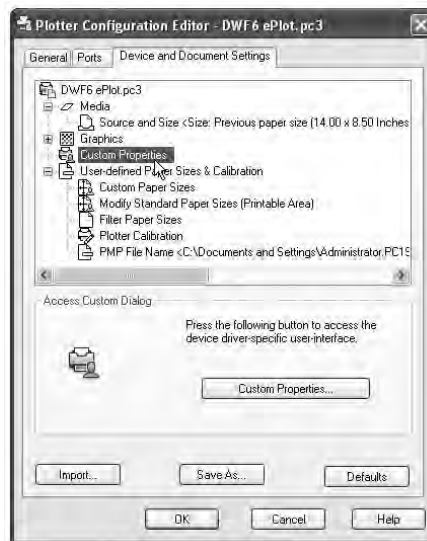 Plotter Configuration Editor - DWF6 ePlot.pc3
General Ports Device and Document Settings
DWF6 ePlot.pc3
Media
Source and Size <Size: Previous paper size (14.00 x 8.50 Inches
Graphics
Custom Properties
User-defined Paper Sizes & Calibration
Custom Paper Sizes
Modify Standard Paper Sizes (Printable Area)
Filter Paper Sizes
Plotter Calibration
PMP File Name <C:\Documents and Settings\Administrator.PC15
Access Custom Dialog
Press the following button to access the
device driver-specific user-interface.
Custom Properties...
Import... Save As... Defaults
OK Cancel Help